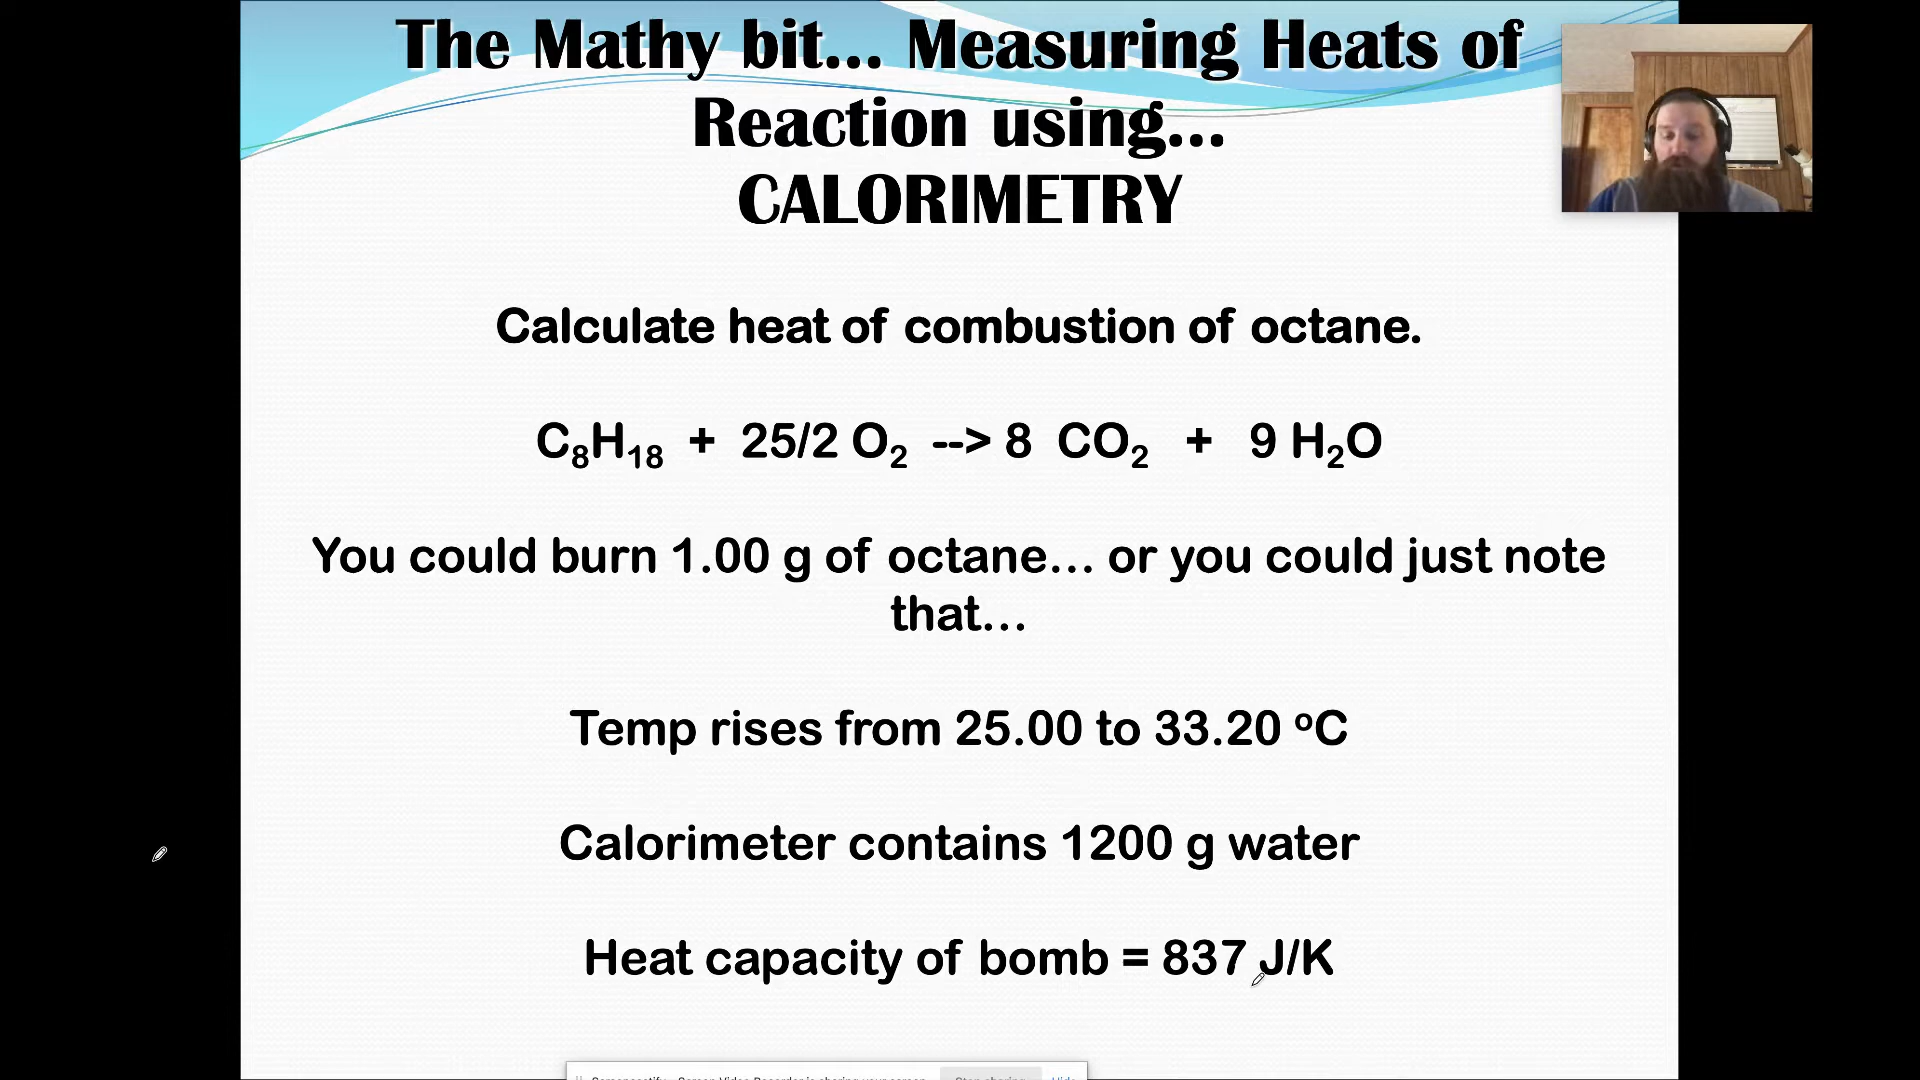 The Mathy bit… Measuring Heats of
Reaction using…
CALORIMETRY
Calculate heat of combustion of octane.
C₈H₁₈ + 25/2 O₂ --> 8 CO₂ + 9 H₂O
You could burn 1.00 g of octane… or you could just note
that…
Temp rises from 25.00 to 33.20 ºC
Calorimeter contains 1200 g water
Heat capacity of bomb = 837 J/K